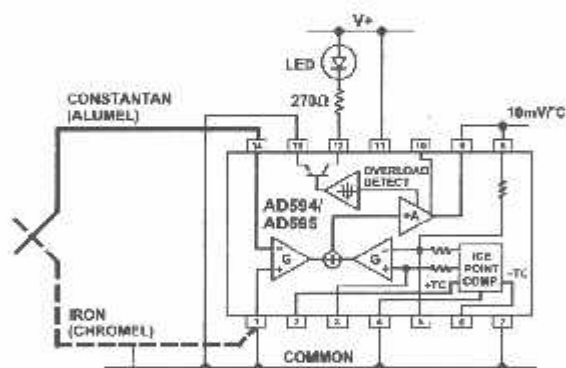 V+
LED
270Ω
CONSTANTAN
(ALUMEL)
10mV/°C
14 13 12 11 10 9 8
OVERLOAD
DETECT
AD594/
AD595
+A
G
G
ICE
POINT
COMP.
+TC
-TC
IRON
(CHROMEL)
1 2 3 4 5 6 7
COMMON